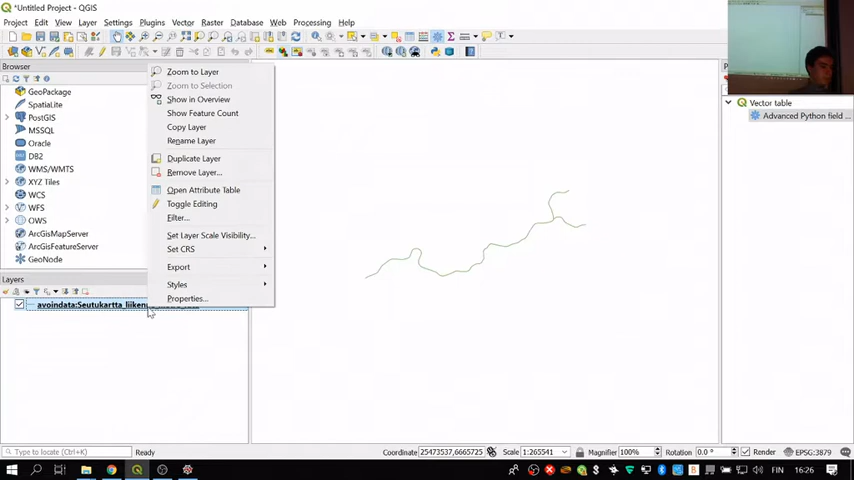 *Untitled Project - QGIS
Project Edit View Layer Settings Plugins Vector Raster Database Web Processing Help
Browser
GeoPackage
SpatiaLite
PostGIS
MSSQL
Oracle
DB2
WMS/WMTS
XYZ Tiles
WCS
WFS
OWS
ArcGisMapServer
ArcGisFeatureServer
GeoNode
Layers
avoindata:Seutukartta_liikenne
Zoom to Layer
Zoom to Selection
Show in Overview
Show Feature Count
Copy Layer
Rename Layer
Duplicate Layer
Remove Layer...
Open Attribute Table
Toggle Editing
Filter...
Set Layer Scale Visibility...
Set CRS
Export
Styles
Properties...
Vector table
Advanced Python field
Type to locate (Ctrl+K) Ready Coordinate 25473537,6665725 Scale 1:265541 Magnifier 100% Rotation 0.0 ° Render EPSG:3879
FIN 16:26